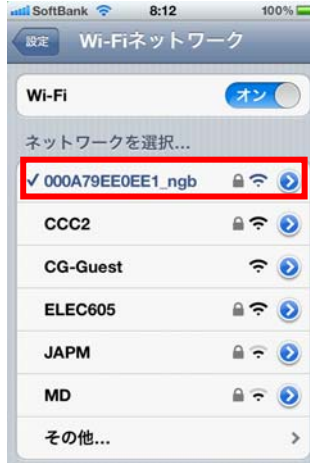 SoftBank 8:12 100%
設定 Wi-Fiネットワーク
Wi-Fi オン
ネットワークを選択...
✓ 000A79EE0EE1_ngb
CCC2
CG-Guest
ELEC605
JAPM
MD
その他...